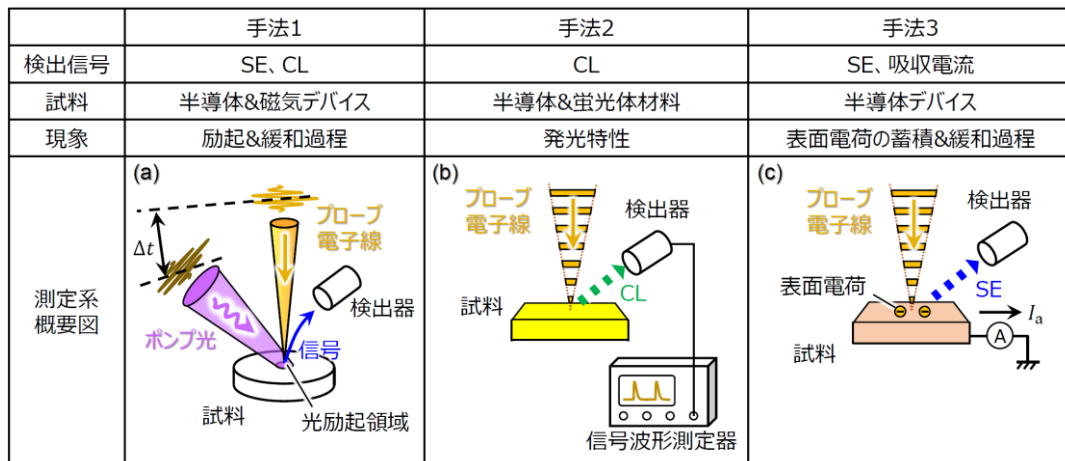 手法1 手法2 手法3
検出信号 SE、CL CL SE、吸収電流
試料 半導体&磁気デバイス 半導体&蛍光体材料 半導体デバイス
現象 励起&緩和過程 発光特性 表面電荷の蓄積&緩和過程
測定系
概要図
(a)
Δt
プローブ
電子線
検出器
ポンプ光
信号
試料
光励起領域
(b)
プローブ
電子線
検出器
試料
CL
信号波形測定器
(c)
プローブ
電子線
検出器
表面電荷
SE
Ia
A
試料